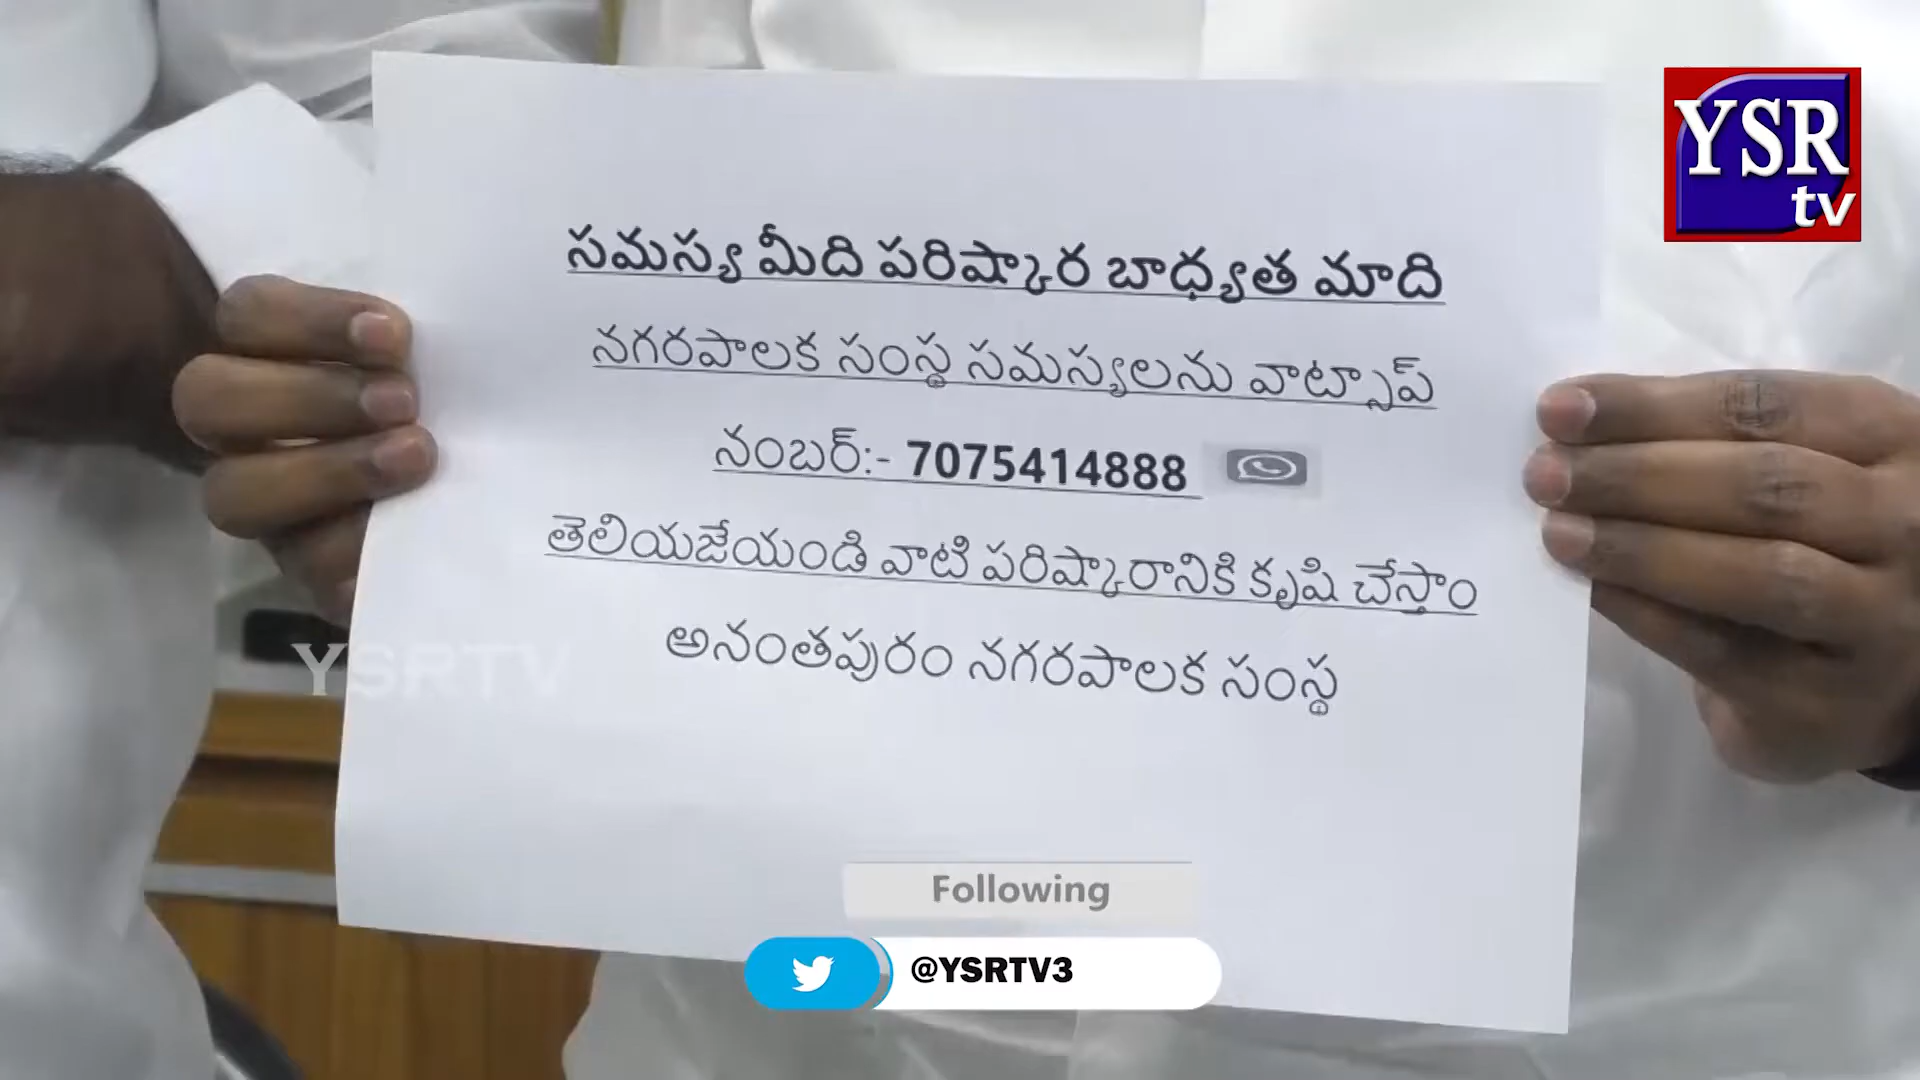 YSR
tv
సమస్య మీది పరిష్కార బాధ్యత మాది
నగరపాలక సంస్థ సమస్యలను వాట్సాప్
నంబర్:- 7075414888
తెలియజేయండి వాటి పరిష్కారానికి కృషి చేస్తాం
అనంతపురం నగరపాలక సంస్థ
YSRTV
Following
@YSRTV3